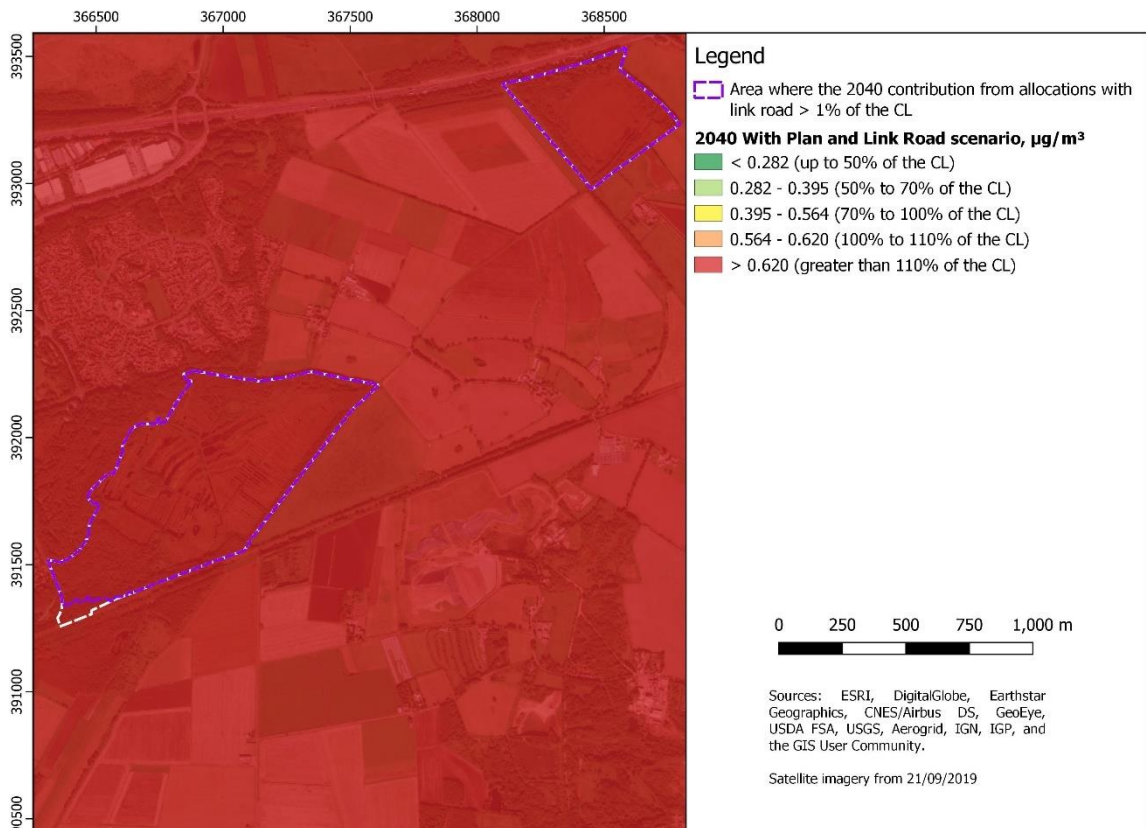 366500 367000 367500 368000 368500
393500
393000
392500
392000
391500
391000
Legend
Area where the 2040 contribution from allocations with
link road > 1% of the CL
2040 With Plan and Link Road scenario, µg/m³
< 0.282 (up to 50% of the CL)
0.282 - 0.395 (50% to 70% of the CL)
0.395 - 0.564 (70% to 100% of the CL)
0.564 - 0.620 (100% to 110% of the CL)
> 0.620 (greater than 110% of the CL)
0 250 500 750 1,000 m
Sources: ESRI, DigitalGlobe, Earthstar
Geographics, CNES/Airbus DS, GeoEye,
USDA FSA, USGS, Aerogrid, IGN, IGP, and
the GIS User Community.
Satellite imagery from 21/09/2019